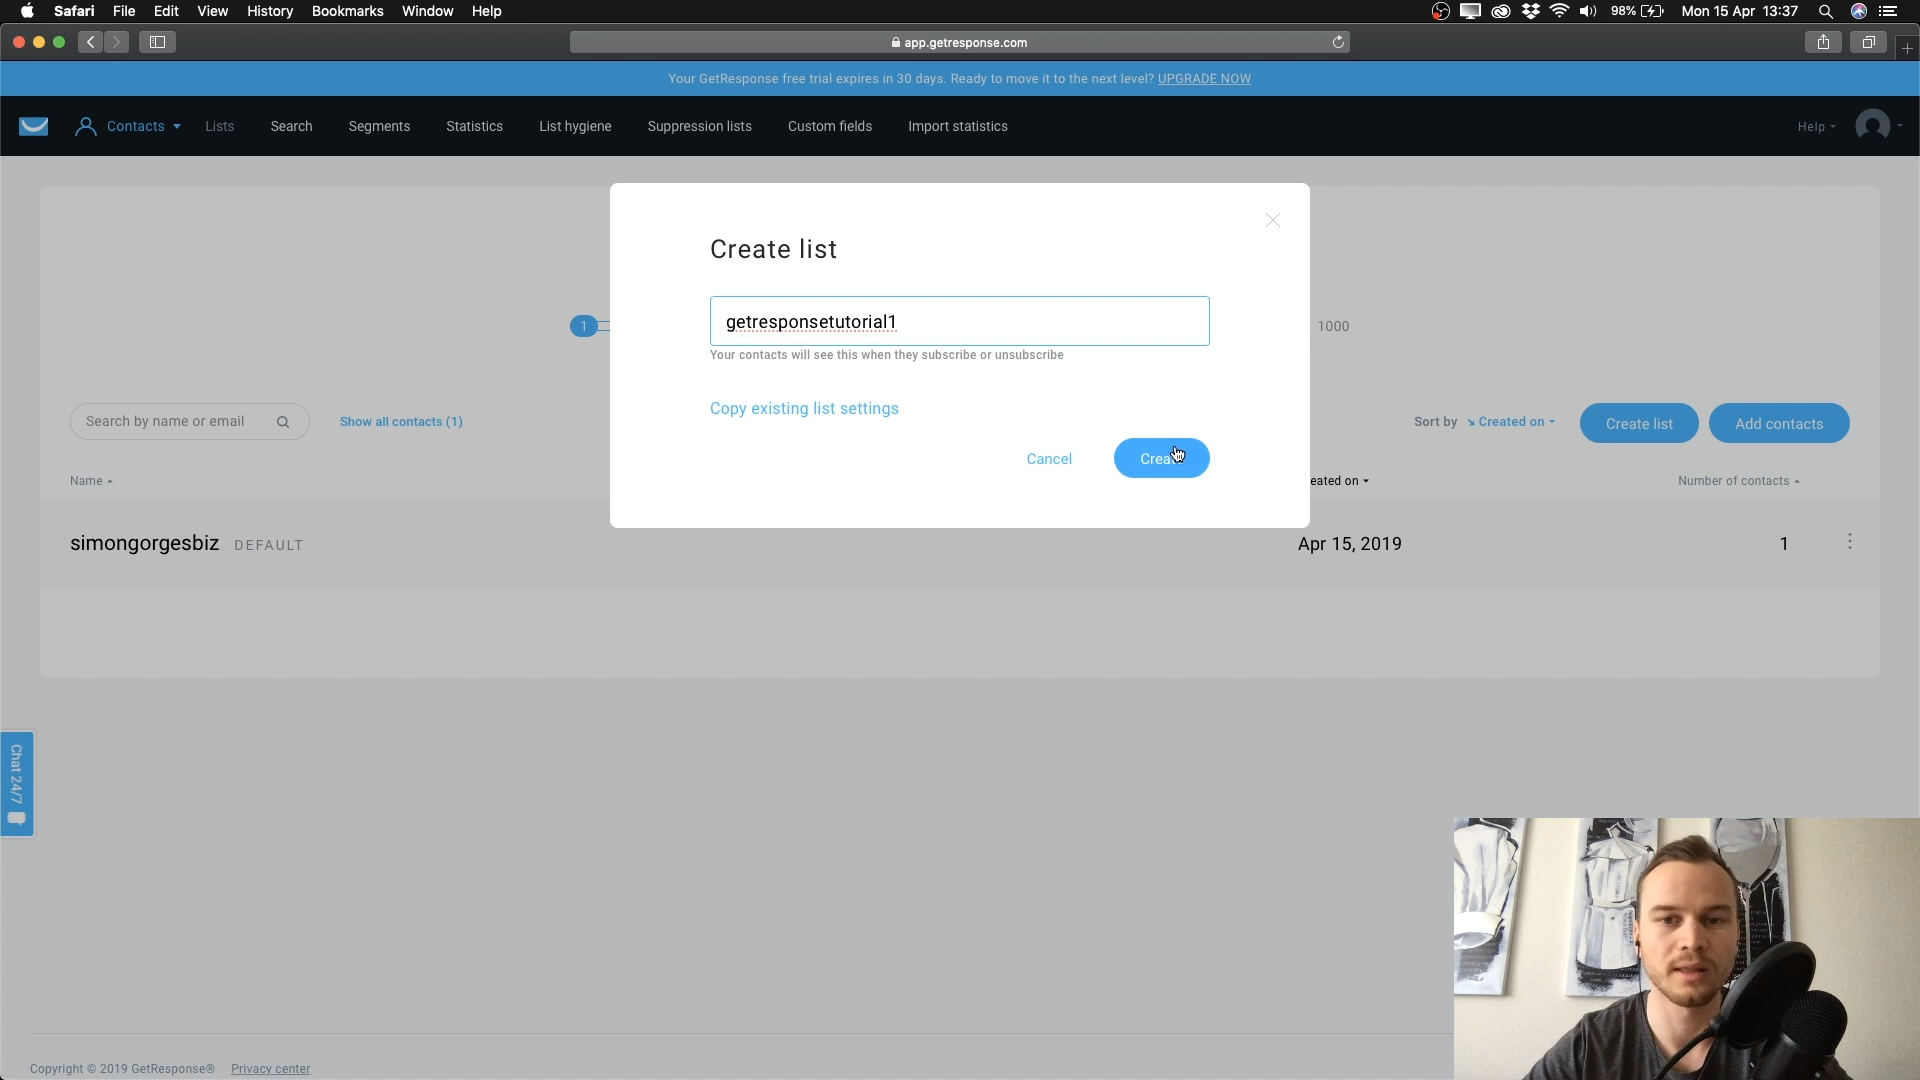 Safari File Edit View History Bookmarks Window Help 98% Mon 15 Apr 13:37
app.getresponse.com
Your GetResponse free trial expires in 30 days. Ready to move it to the next level? UPGRADE NOW
Contacts Lists Search Segments Statistics List hygiene Suppression lists Custom fields Import statistics Help
Create list
getresponsetutorial1
Your contacts will see this when they subscribe or unsubscribe
1 1000
Copy existing list settings
Search by name or email Show all contacts (1) Sort by Created on Create list Add contacts
Cancel
Name eated on Number of contacts
simongorgesbiz DEFAULT Apr 15, 2019 1
Chat 24/7
Copyright © 2019 GetResponse® Privacy center